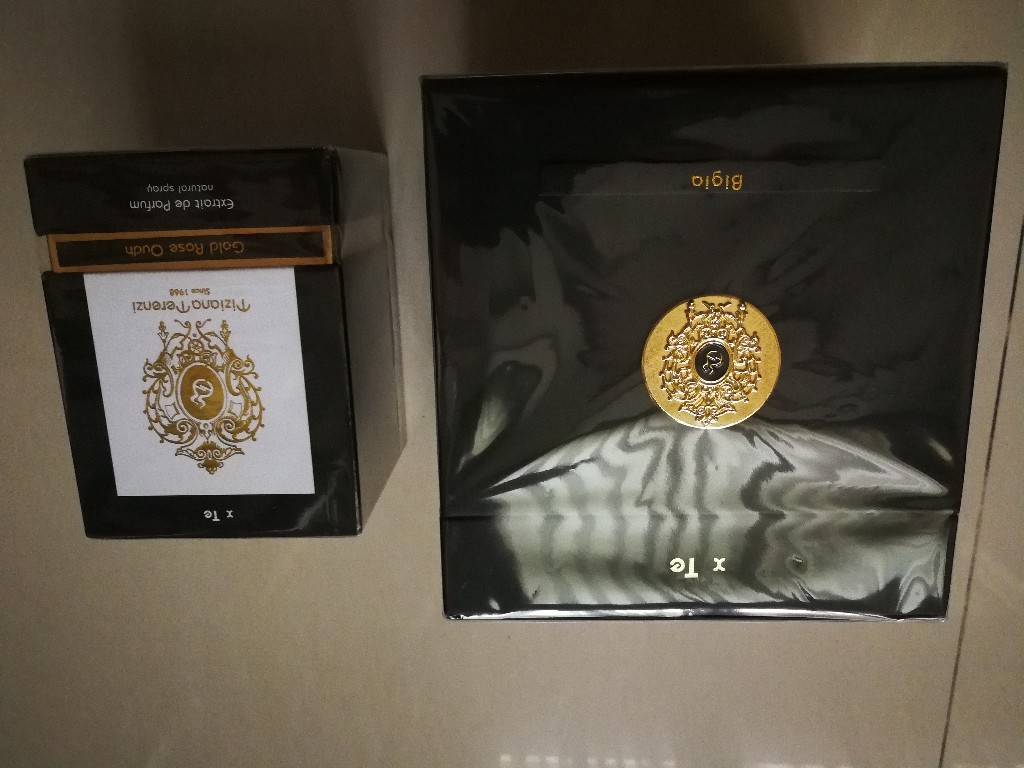 x Te
Tiziana Terenzi
Since 1968
Gold Rose Oudh
Extrait de Parfum
natural spray
x Te
Bigia